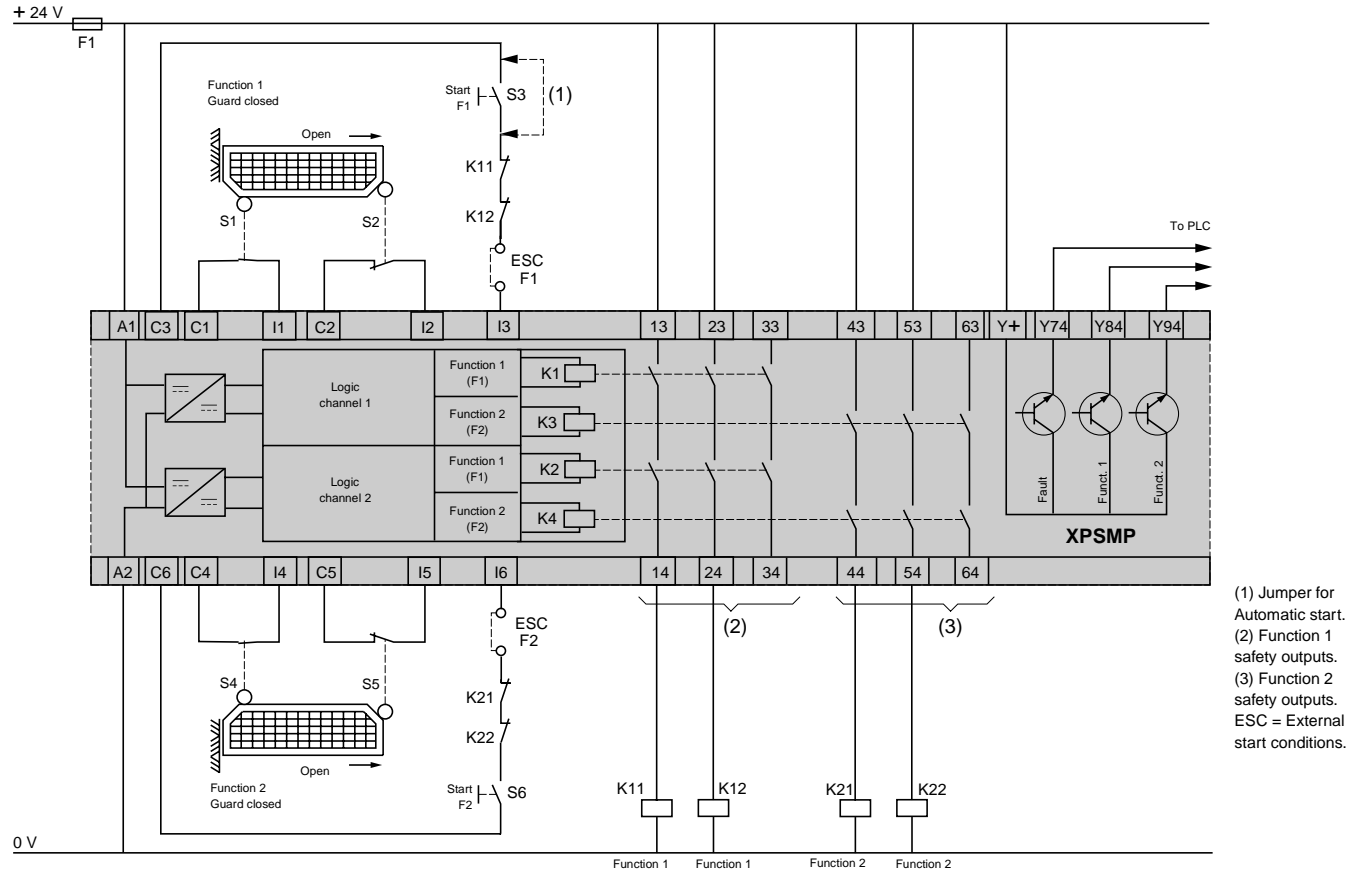 + 24 V
F1
Function 1
Guard closed
Open
S1
S2
Start
F1
S3
(1)
K11
K12
ESC
F1
To PLC
A1 C3 C1 I1 C2 I2 I3 13 23 33 43 53 63 Y+ Y74 Y84 Y94
Logic
channel 1
Function 1
(F1)
K1
Function 2
(F2)
K3
Logic
channel 2
Function 1
(F1)
K2
Function 2
(F2)
K4
Fault
Funct. 1
Funct. 2
XPSMP
A2 C6 C4 I4 C5 I5 I6 14 24 34 44 54 64
ESC
F2
(2)
(3)
S4
S5
K21
K22
Open
Function 2
Guard closed
Start
F2
S6
K11
K12
K21
K22
0 V
Function 1
Function 1
Function 2
Function 2
(1) Jumper for
Automatic start.
(2) Function 1
safety outputs.
(3) Function 2
safety outputs.
ESC = External
start conditions.